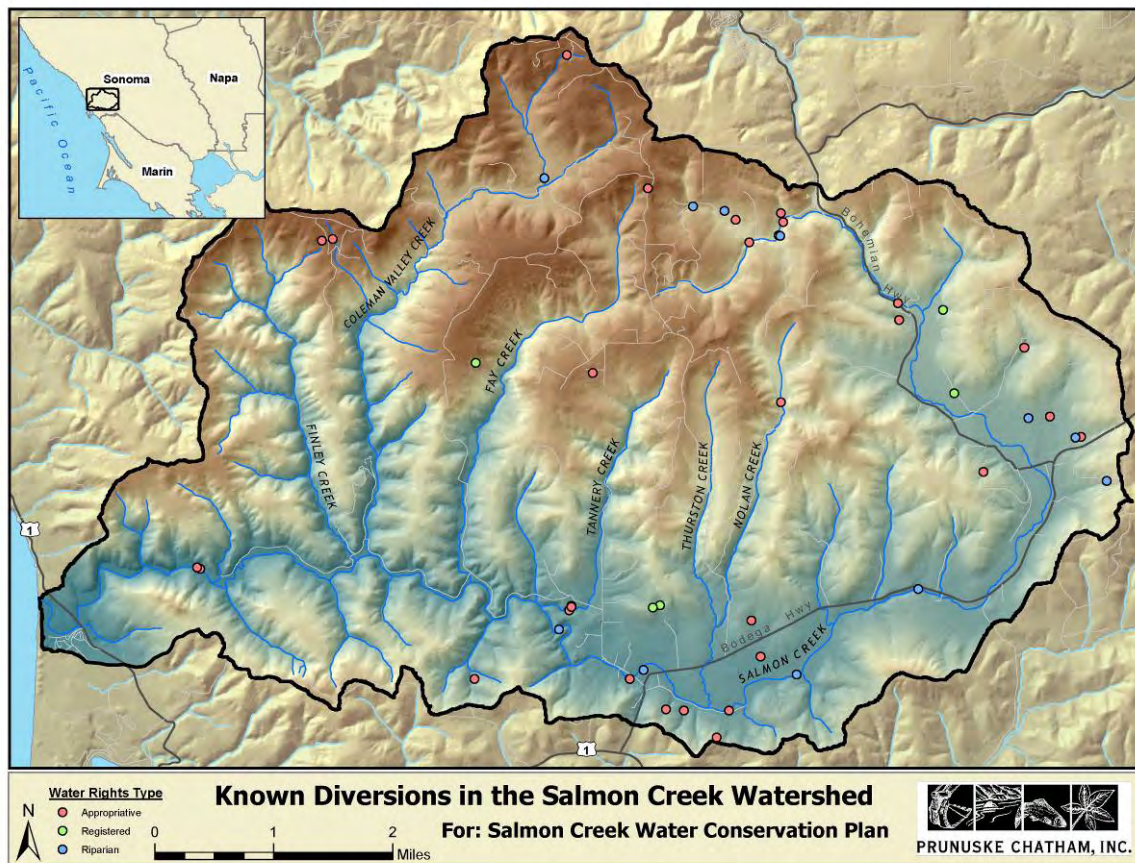 Sonoma
Napa
Pacific Ocean
Marin
COLEMAN VALLEY CREEK
Bohemian Hwy
FAY CREEK
FINLEY CREEK
TANNERY CREEK
THURSTON CREEK
NOLAN CREEK
1
Bodega Hwy
SALMON CREEK
1
N
Water Rights Type
Appropriative
Registered
Riparian
Known Diversions in the Salmon Creek Watershed
For: Salmon Creek Water Conservation Plan
0 1 2
Miles
PRUNUSKE CHATHAM, INC.